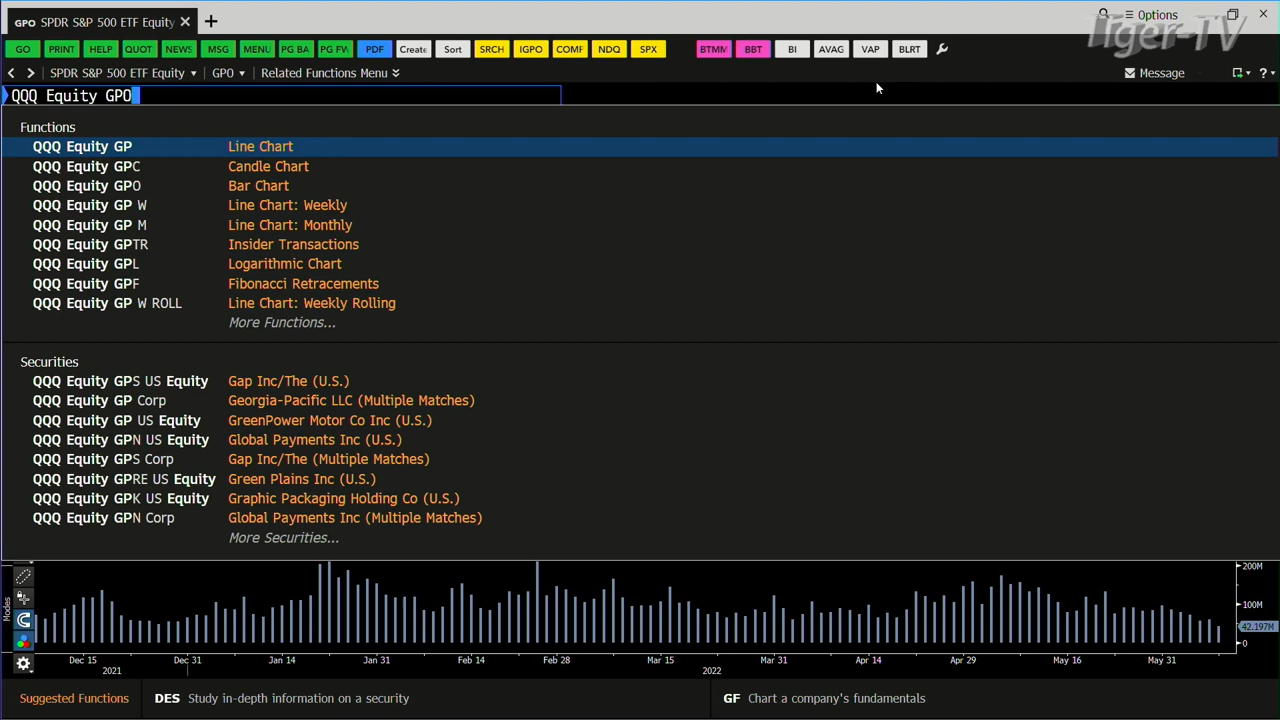 GPO SPDR S&P 500 ETF Equity
Options
Tiger-TV
GO PRINT HELP QUOT NEWS MSG MENU PG BA PG FW PDF Create Sort SRCH IGPO COMF NDQ SPX BTMM BBT BI AVAG VAP BLRT
SPDR S&P 500 ETF Equity GPO Related Functions Menu Message ?
QQQ Equity GPO
Functions
QQQ Equity GP Line Chart
QQQ Equity GPC Candle Chart
QQQ Equity GPO Bar Chart
QQQ Equity GP W Line Chart: Weekly
QQQ Equity GP M Line Chart: Monthly
QQQ Equity GPTR Insider Transactions
QQQ Equity GPL Logarithmic Chart
QQQ Equity GPF Fibonacci Retracements
QQQ Equity GP W ROLL Line Chart: Weekly Rolling
More Functions...
Securities
QQQ Equity GPS US Equity Gap Inc/The (U.S.)
QQQ Equity GP Corp Georgia-Pacific LLC (Multiple Matches)
QQQ Equity GP US Equity GreenPower Motor Co Inc (U.S.)
QQQ Equity GPN US Equity Global Payments Inc (U.S.)
QQQ Equity GPS Corp Gap Inc/The (Multiple Matches)
QQQ Equity GPRE US Equity Green Plains Inc (U.S.)
QQQ Equity GPK US Equity Graphic Packaging Holding Co (U.S.)
QQQ Equity GPN Corp Global Payments Inc (Multiple Matches)
More Securities...
Modes
200M
100M
42.197M
0
Dec 15 Dec 31 Jan 14 Jan 31 Feb 14 Feb 28 Mar 15 Mar 31 Apr 14 Apr 29 May 16 May 31
2021 2022
Suggested Functions DES Study in-depth information on a security GF Chart a company's fundamentals